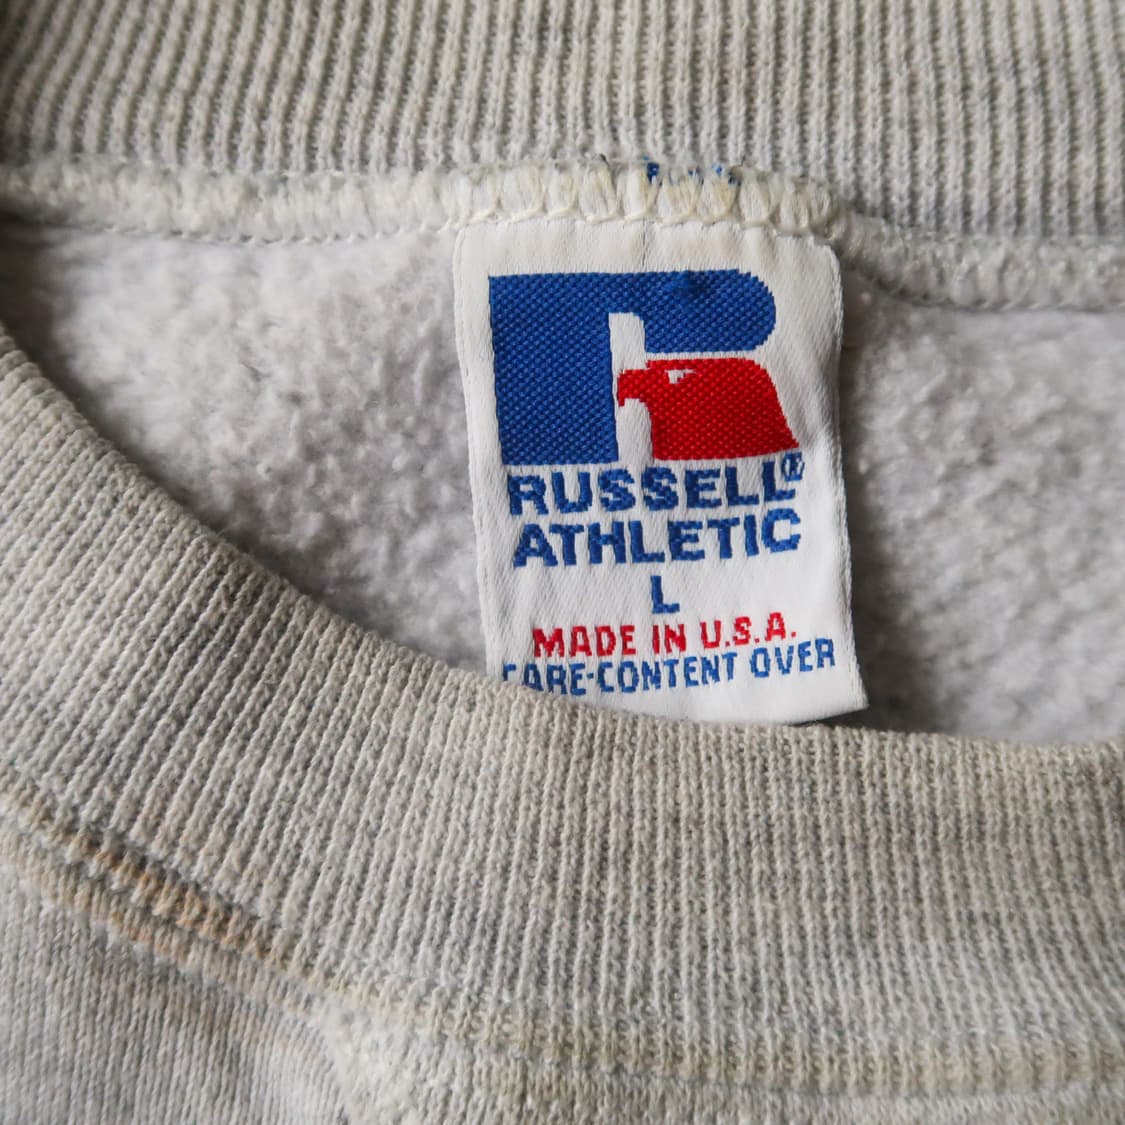 RUSSELL®
ATHLETIC
L
MADE IN U.S.A.
CARE-CONTENT OVER